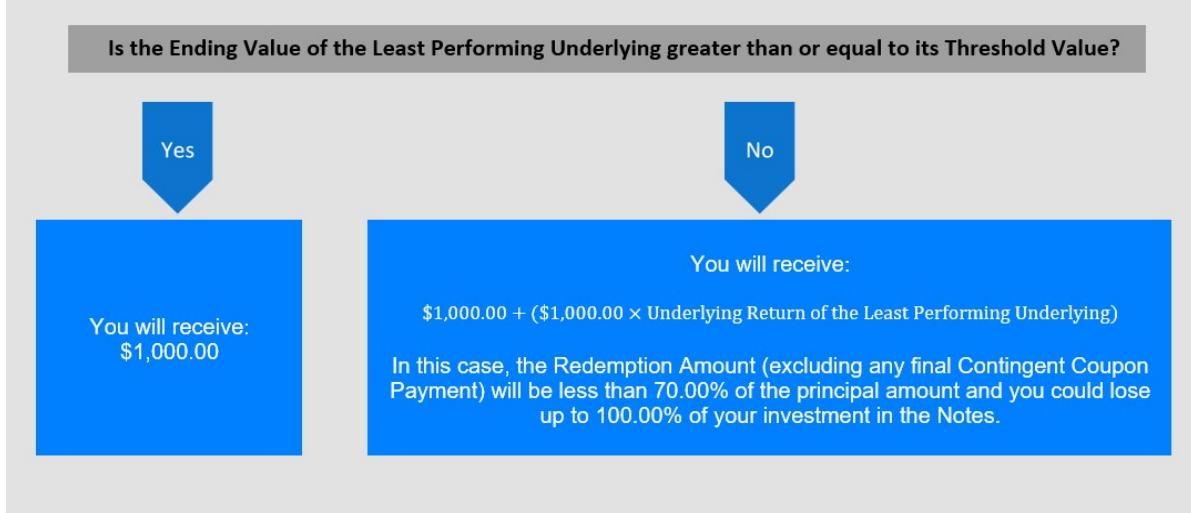 Is the Ending Value of the Least Performing Underlying greater than or equal to its Threshold Value?
Yes
No
You will receive:
$1,000.00
You will receive:
$1,000.00 + ($1,000.00 × Underlying Return of the Least Performing Underlying)
In this case, the Redemption Amount (excluding any final Contingent Coupon
Payment) will be less than 70.00% of the principal amount and you could lose
up to 100.00% of your investment in the Notes.